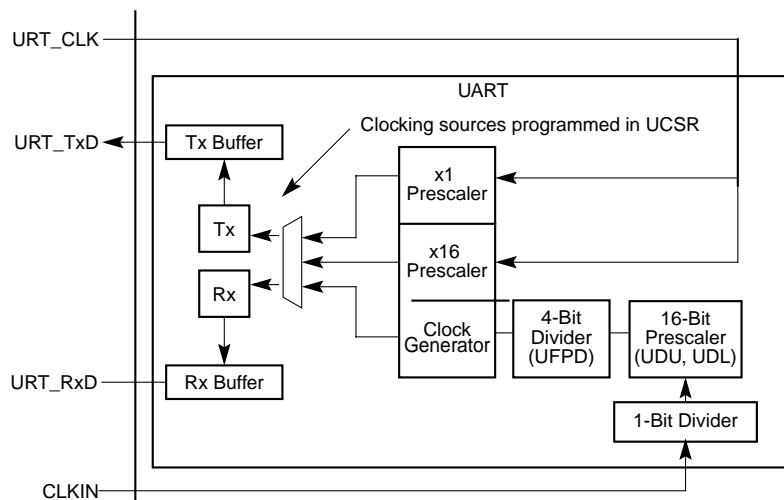 URT_CLK
UART
Clocking sources programmed in UCSR
URT_TxD
Tx Buffer
x1
Prescaler
Tx
x16
Prescaler
Rx
Clock
Generator
4-Bit
Divider
(UFPD)
16-Bit
Prescaler
(UDU, UDL)
URT_RxD
Rx Buffer
1-Bit Divider
CLKIN